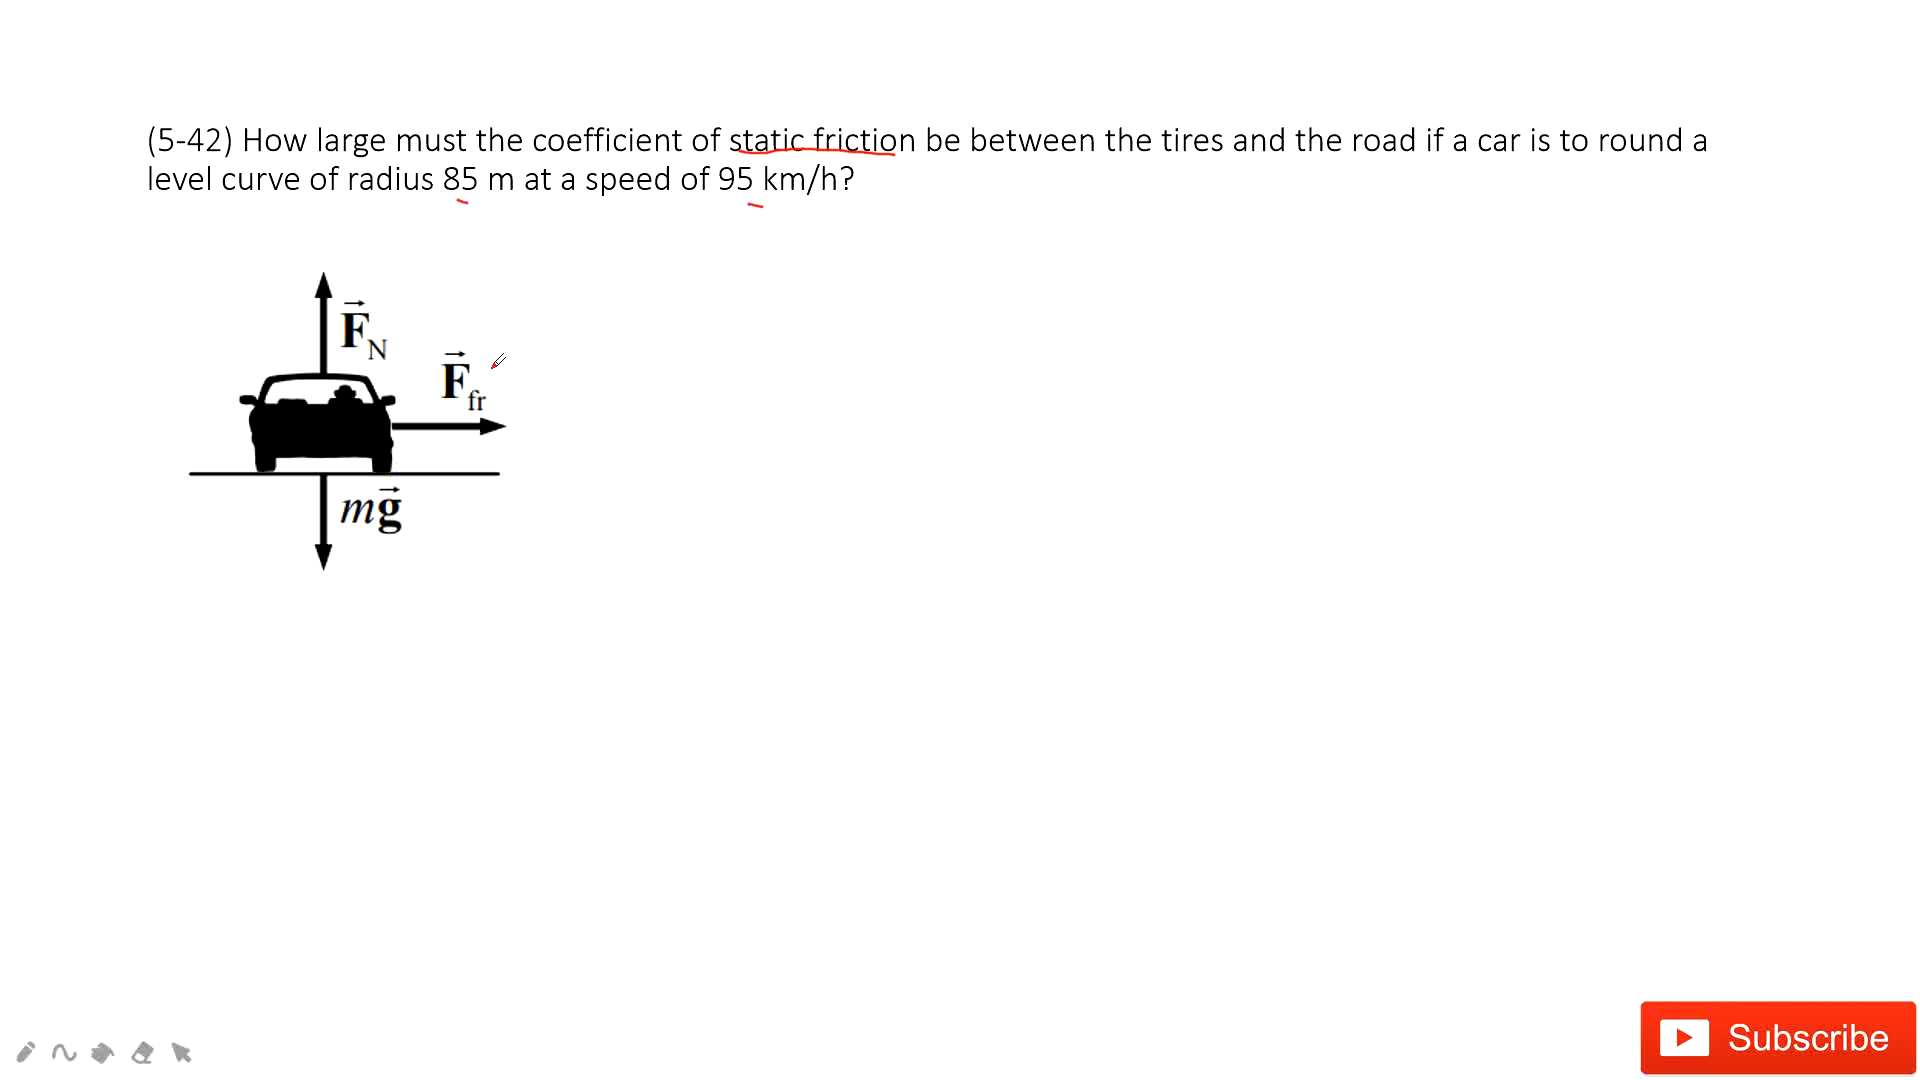 (5-42) How large must the coefficient of static friction be between the tires and the road if a car is to round a
level curve of radius 85 m at a speed of 95 km/h?
F⃗N
F⃗fr
mg⃗
Subscribe